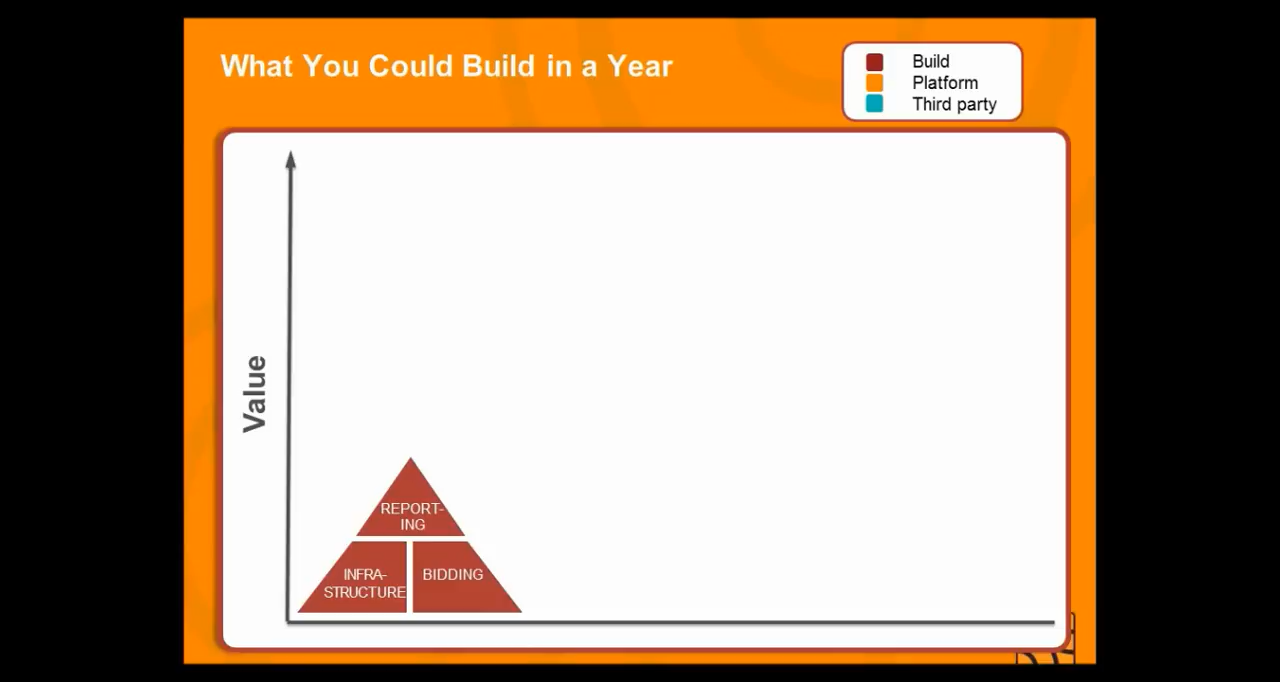 What You Could Build in a Year
Build
Platform
Third party
Value
REPORT-
ING
INFRA-
STRUCTURE
BIDDING